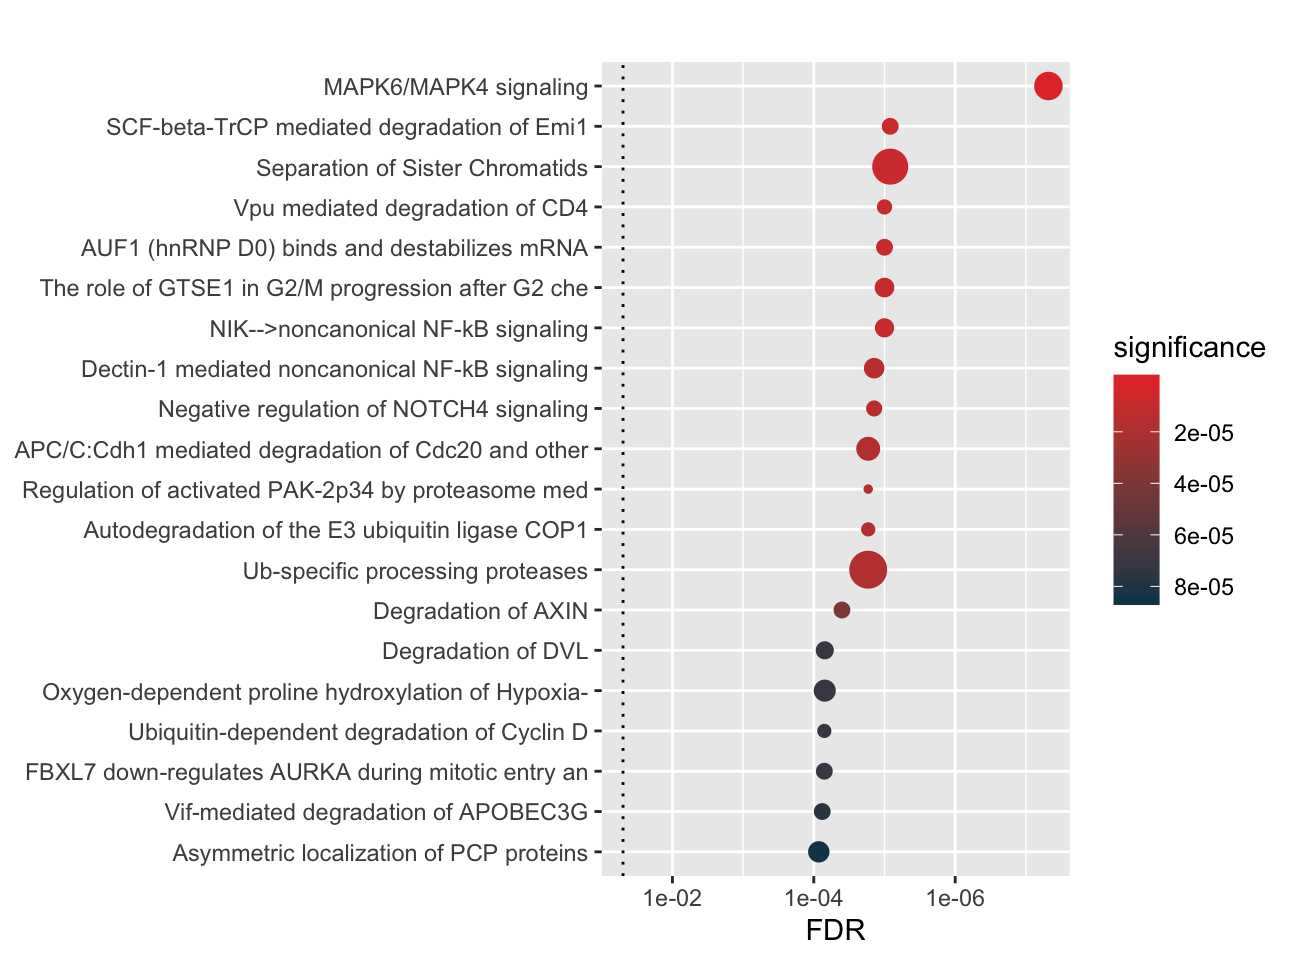 MAPK6/MAPK4 signaling
SCF-beta-TrCP mediated degradation of Emi1
Separation of Sister Chromatids
Vpu mediated degradation of CD4
AUF1 (hnRNP D0) binds and destabilizes mRNA
The role of GTSE1 in G2/M progression after G2 che
NIK-->noncanonical NF-kB signaling
Dectin-1 mediated noncanonical NF-kB signaling
Negative regulation of NOTCH4 signaling
APC/C:Cdh1 mediated degradation of Cdc20 and other
Regulation of activated PAK-2p34 by proteasome med
Autodegradation of the E3 ubiquitin ligase COP1
Ub-specific processing proteases
Degradation of AXIN
Degradation of DVL
Oxygen-dependent proline hydroxylation of Hypoxia-
Ubiquitin-dependent degradation of Cyclin D
FBXL7 down-regulates AURKA during mitotic entry an
Vif-mediated degradation of APOBEC3G
Asymmetric localization of PCP proteins
1e-02 1e-04 1e-06
FDR
significance
2e-05
4e-05
6e-05
8e-05